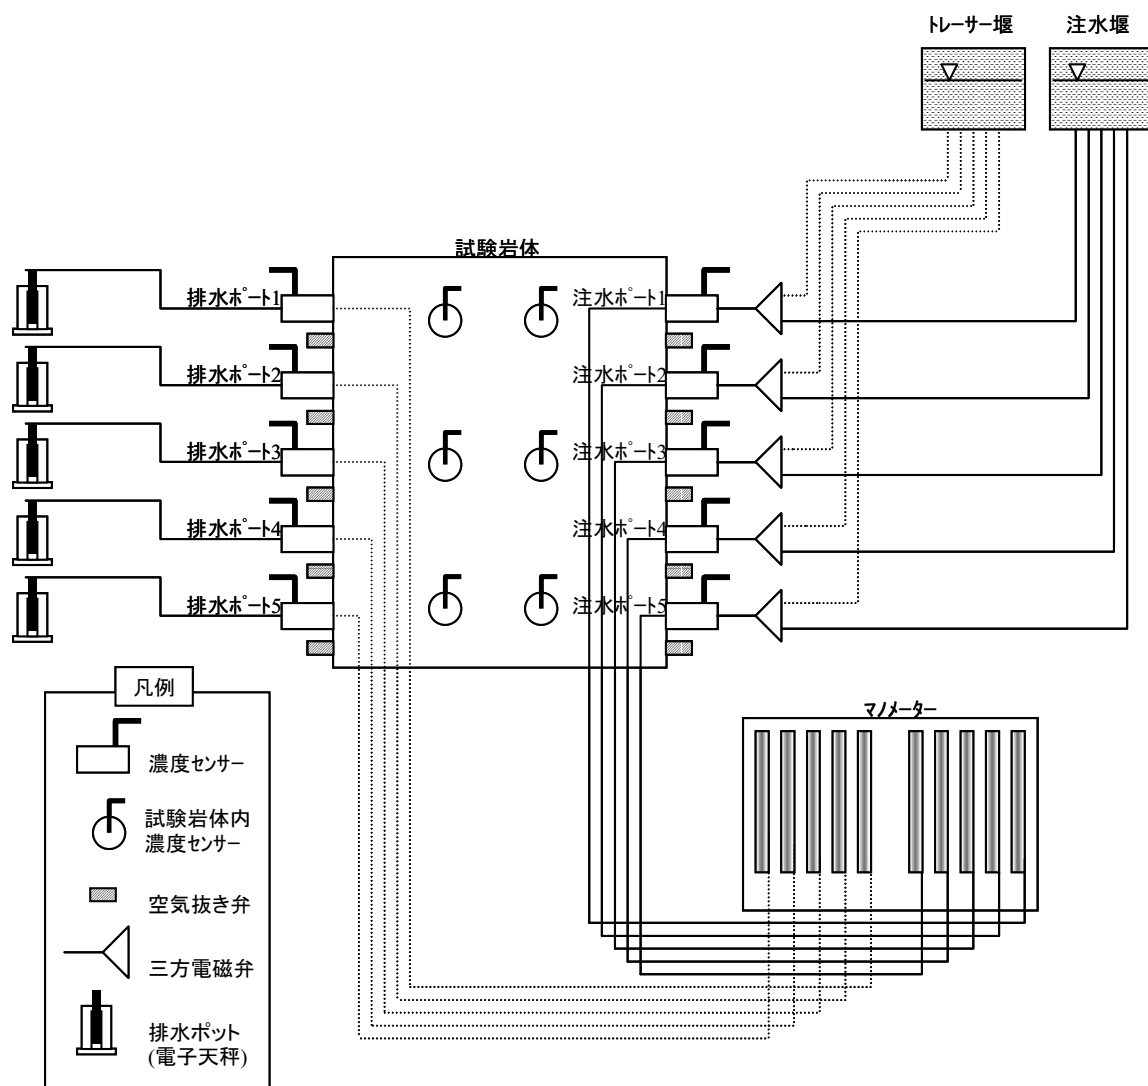 トレーサー堰
注水堰
試験岩体
排水ポート1
注水ポート1
排水ポート2
注水ポート2
排水ポート3
注水ポート3
排水ポート4
注水ポート4
排水ポート5
注水ポート5
凡例
マノメーター
濃度センサー
試験岩体内
濃度センサー
空気抜き弁
三方電磁弁
排水ポット
(電子天秤)